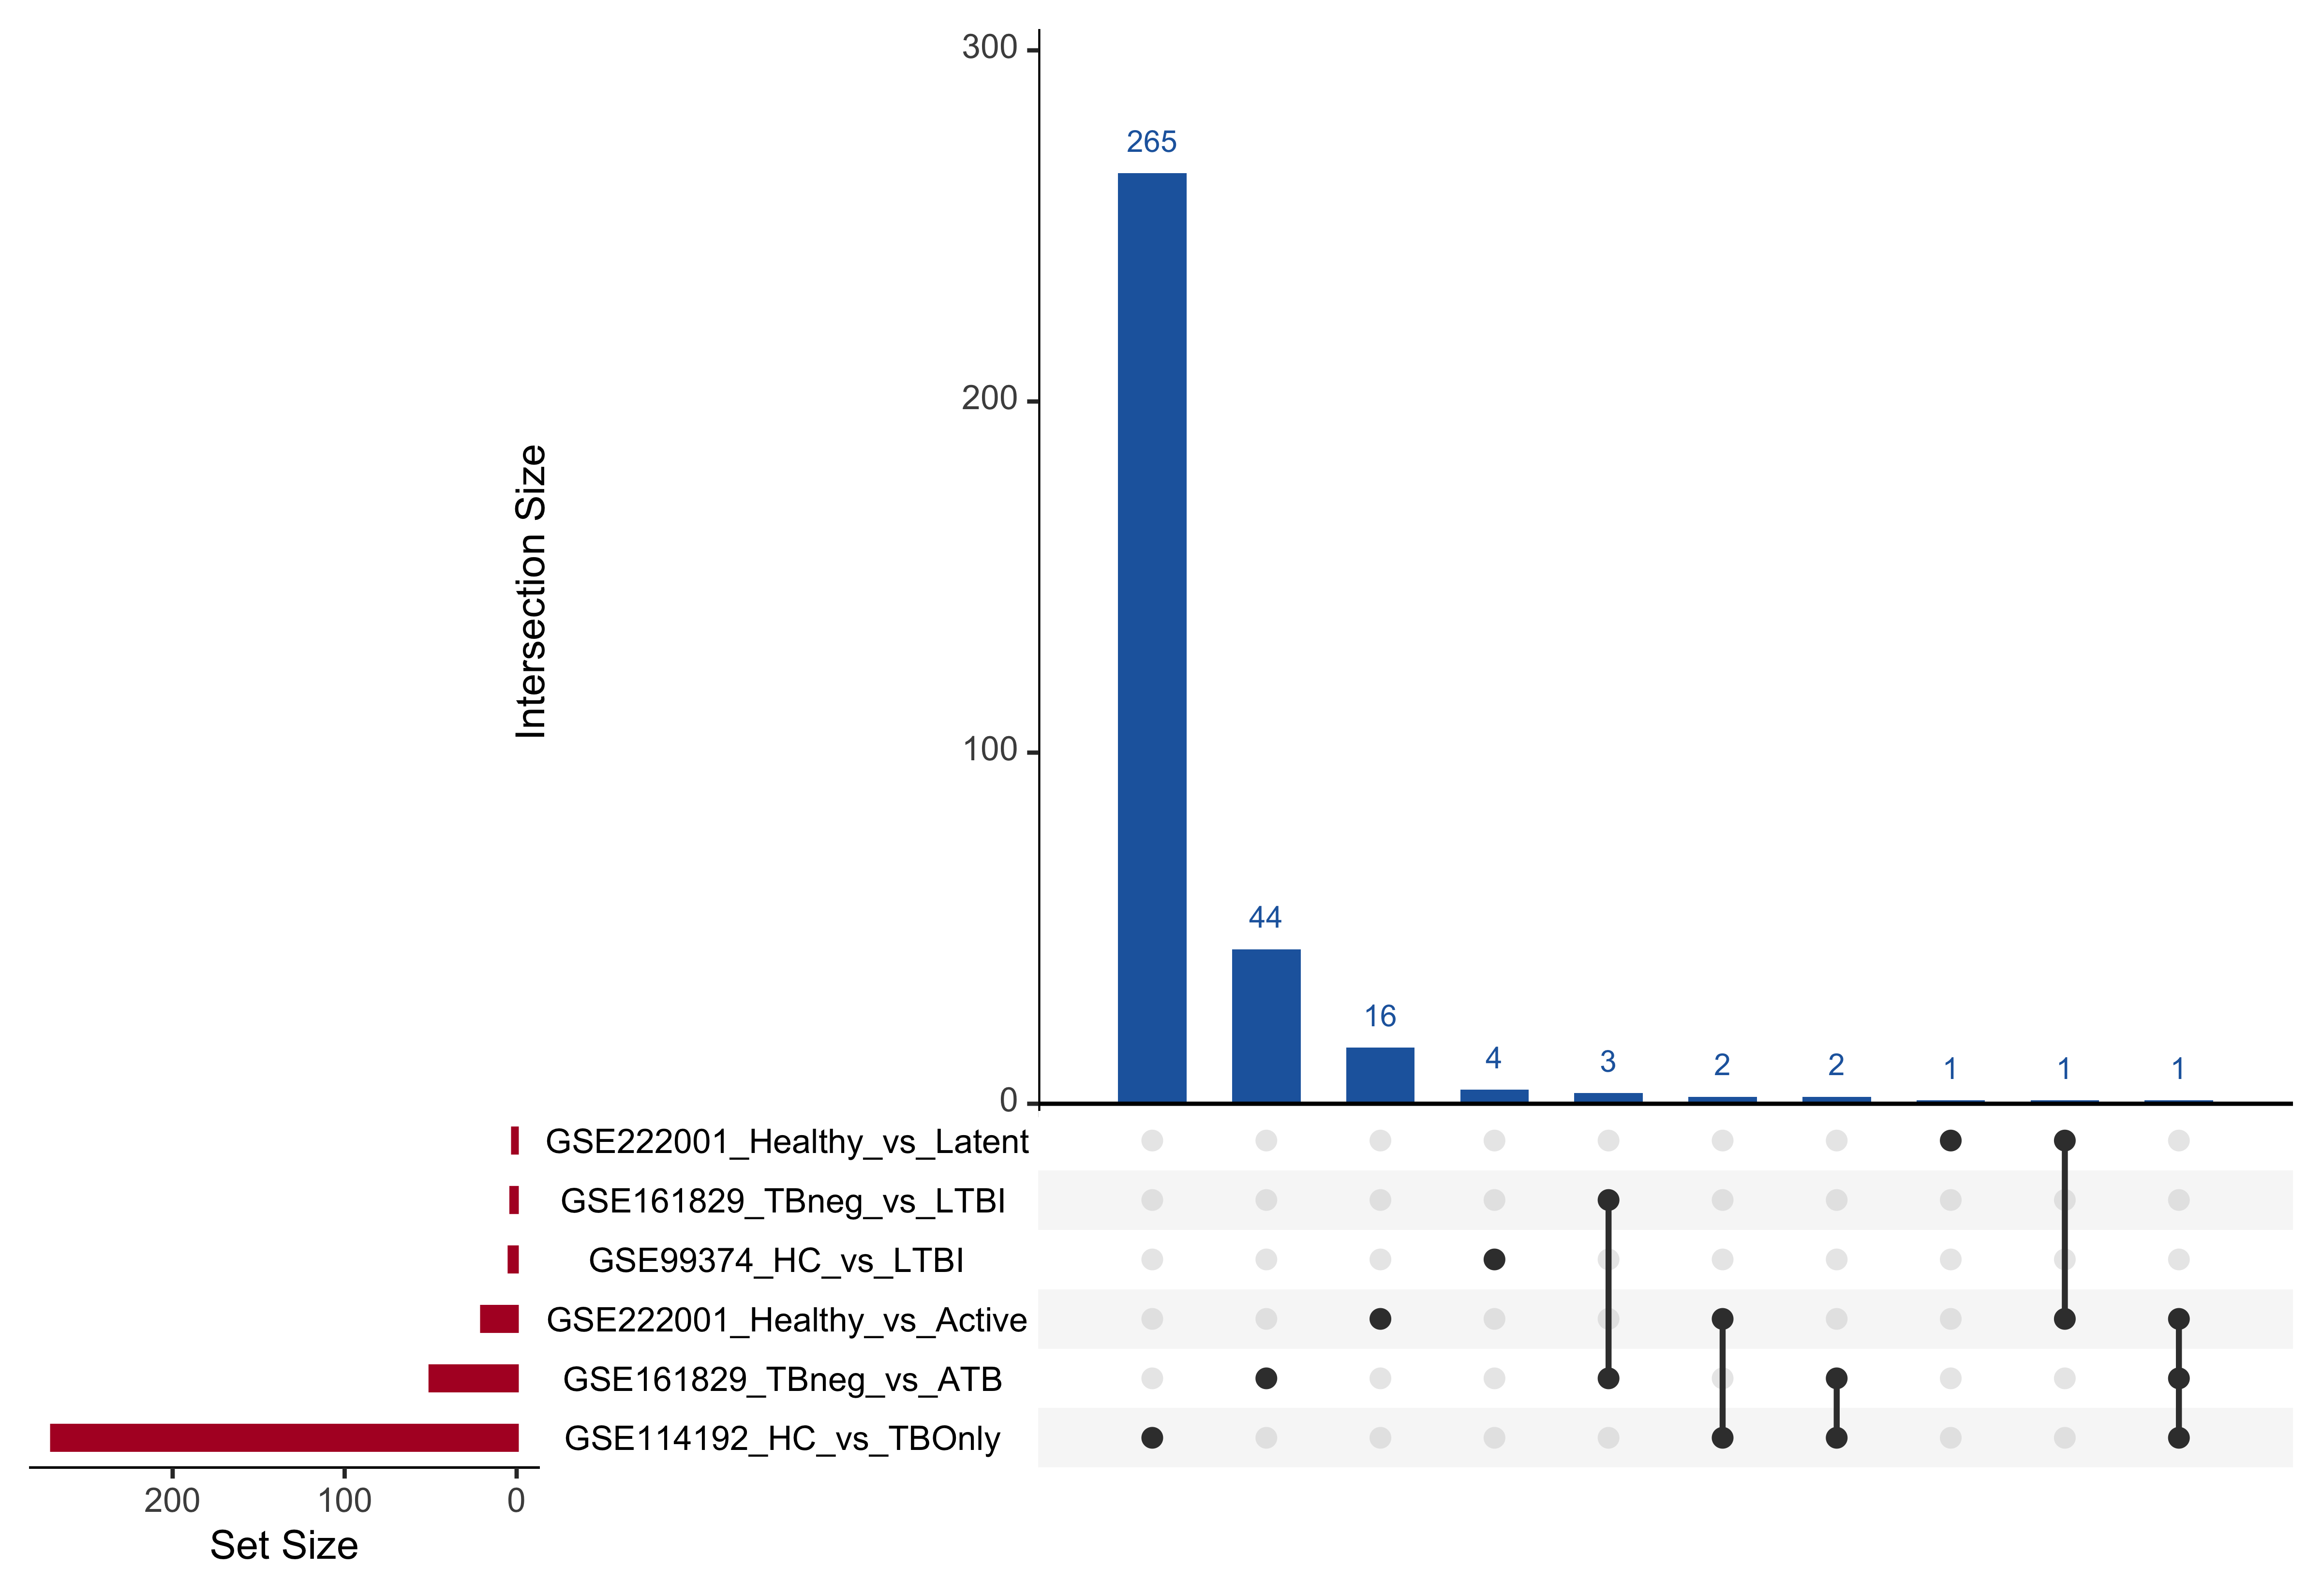 300
200
100
0
Intersection Size
265
44
16
4
3
2
2
1
1
1
GSE222001_Healthy_vs_Latent
GSE161829_TBneg_vs_LTBI
GSE99374_HC_vs_LTBI
GSE222001_Healthy_vs_Active
GSE161829_TBneg_vs_ATB
GSE114192_HC_vs_TBOnly
200 100 0
Set Size